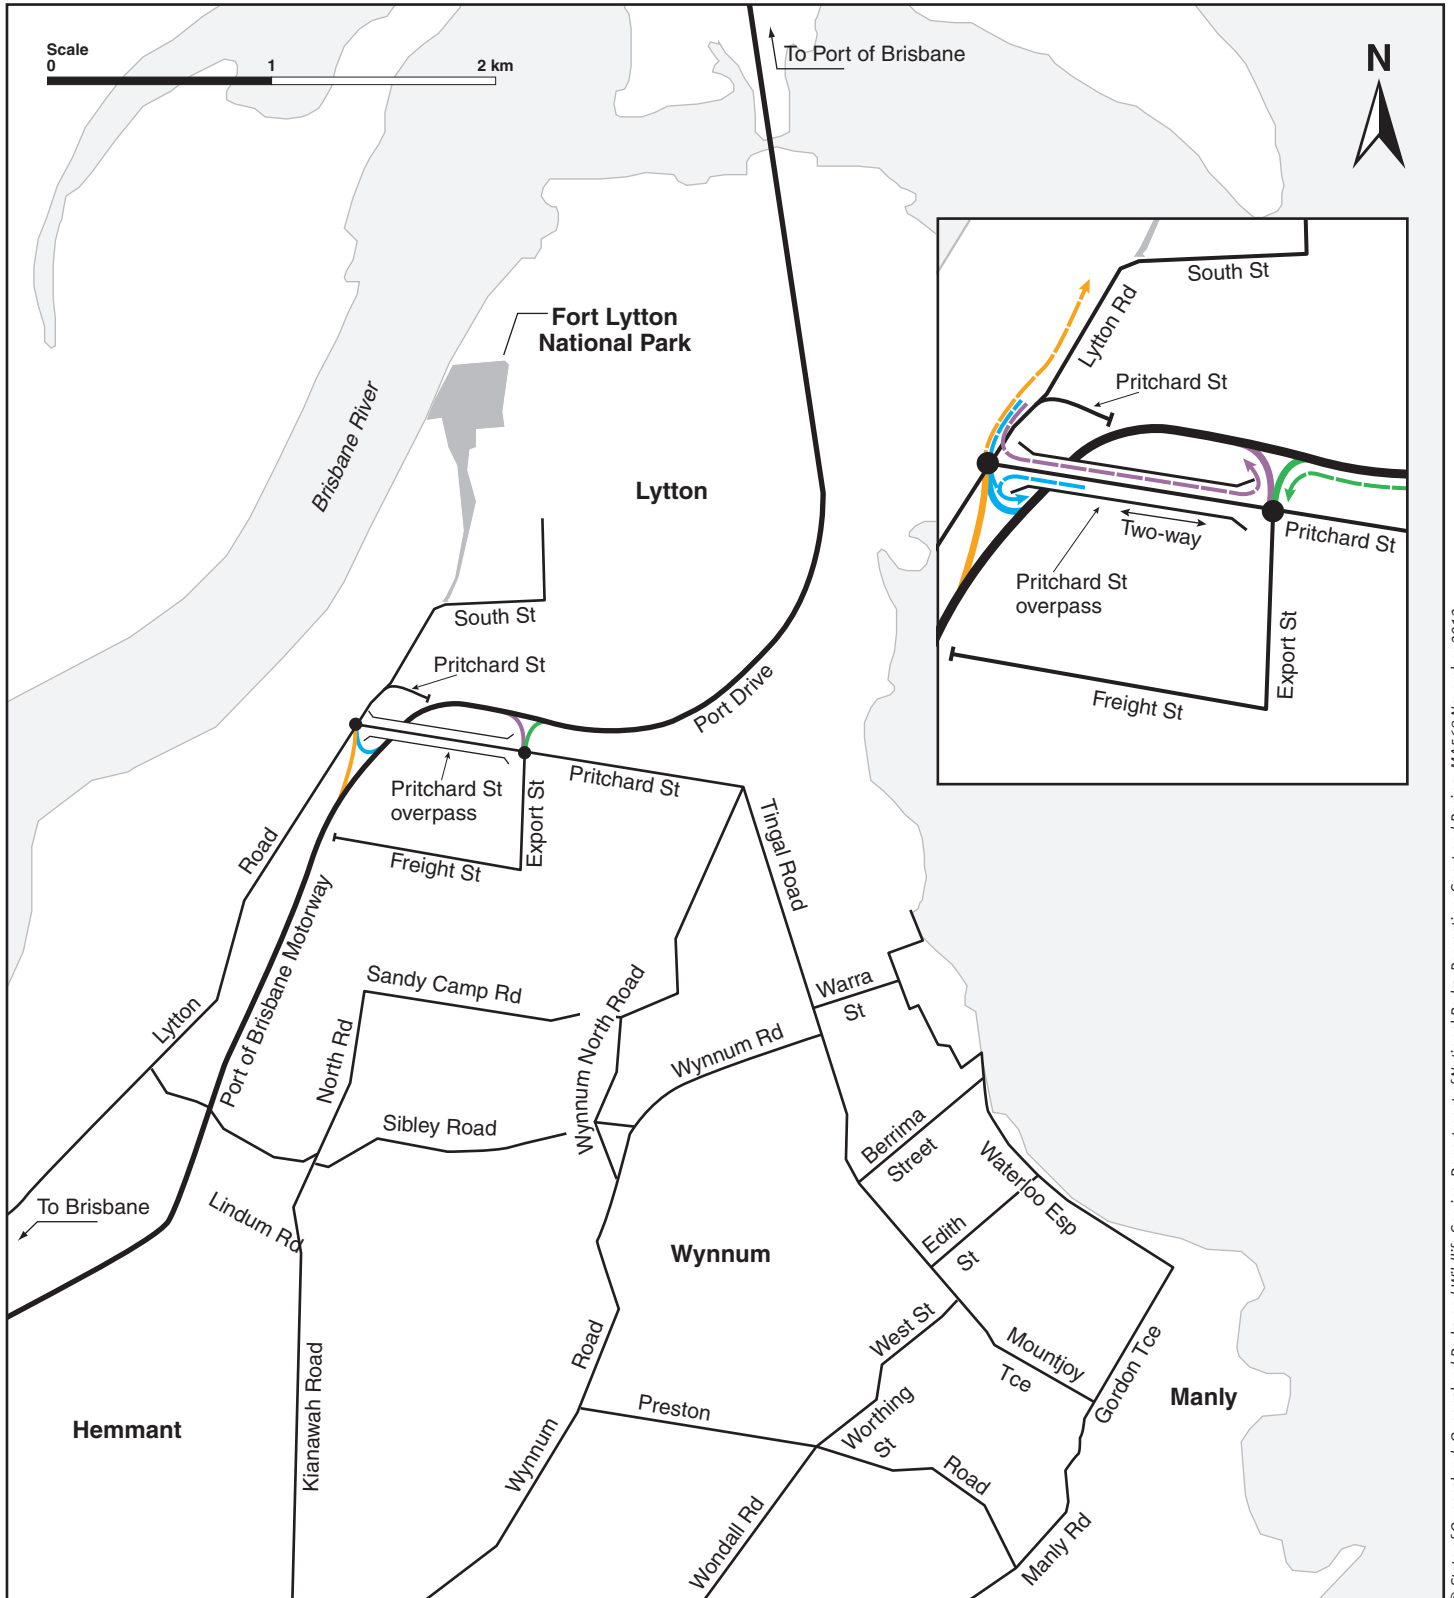 Scale
0 1 2 km
To Port of Brisbane
N
South St
Lytton Rd
Pritchard St
Two-way
Pritchard St
Pritchard St
overpass
Export St
Freight St
Fort Lytton
National Park
Brisbane River
Lytton
South St
Pritchard St
Port Drive
Pritchard St
Pritchard St
overpass
Export St
Freight St
Road
Lytton
Port of Brisbane Motorway
Tingal Road
Sandy Camp Rd
North Rd
Wynnum North Road
Warra
St
Wynnum Rd
Sibley Road
Berrima
Street
Waterloo Esp
To Brisbane
Lindum Rd
Edith
St
Wynnum
West St
Mountjoy
Tce
Gordon Tce
Manly
Road
Wynnum
Kianawah Road
Hemmant
Preston
Road
Worthing
St
Wondall Rd
Manly Rd